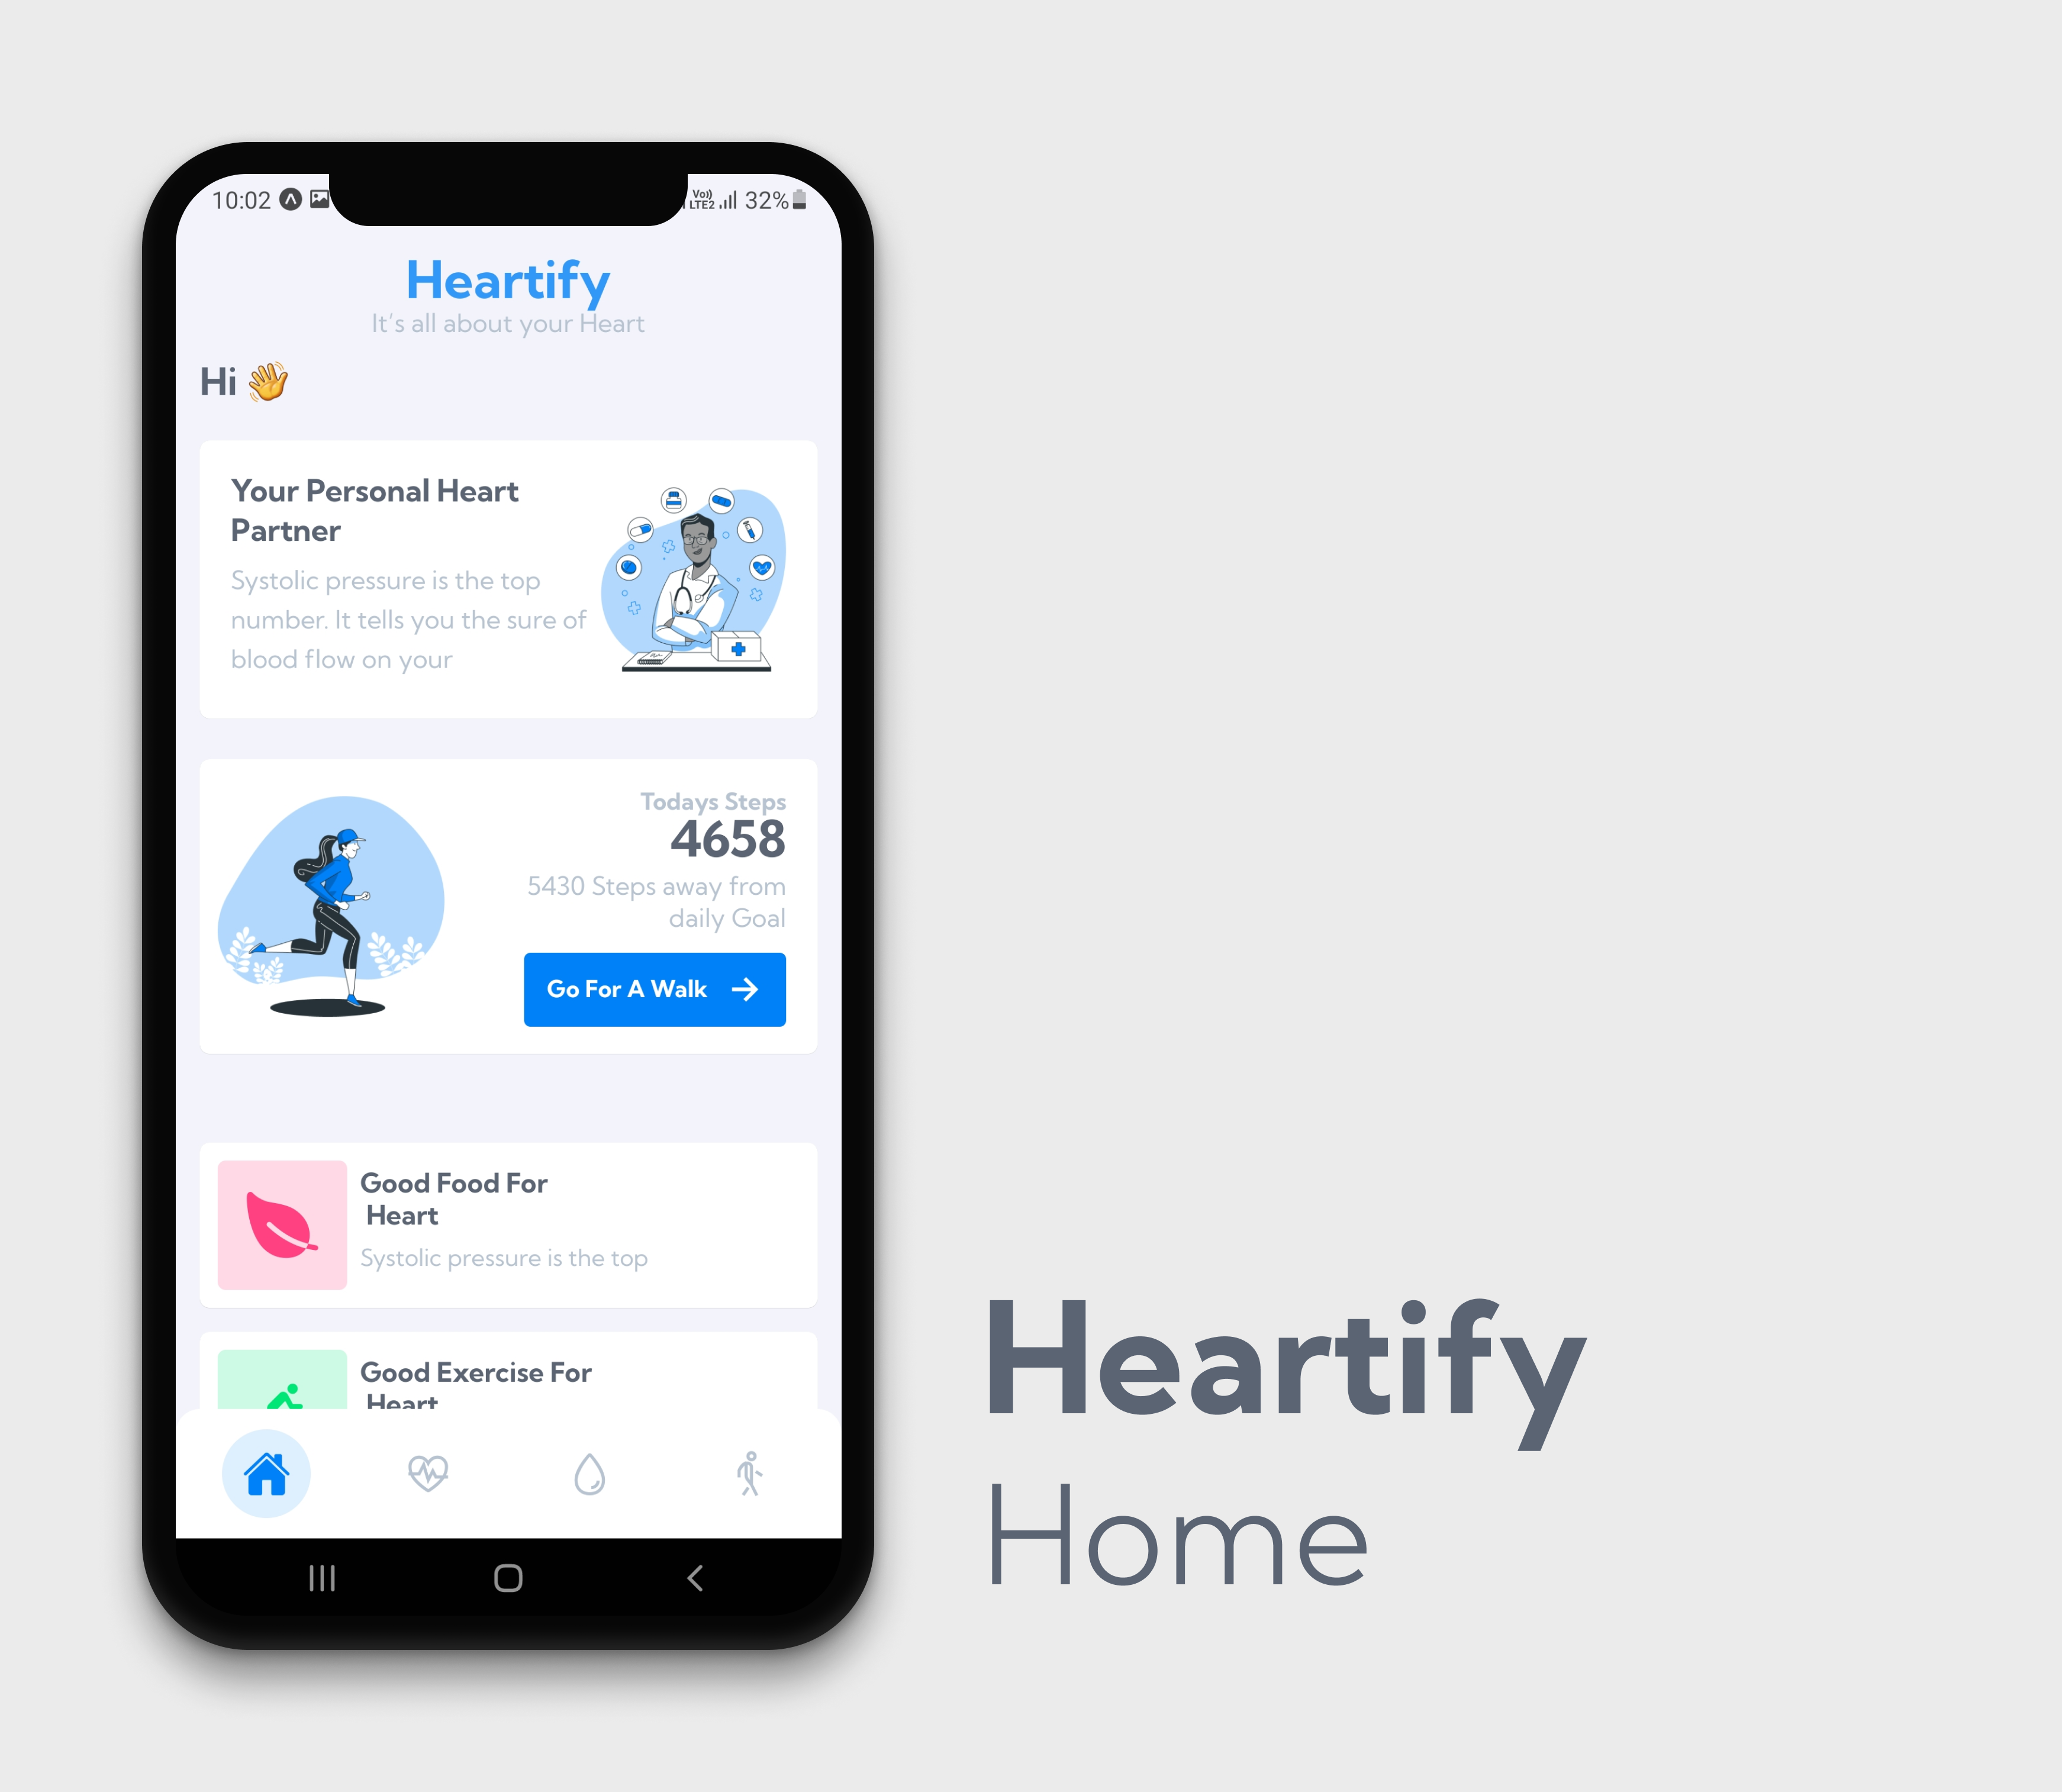 10:02
Vo))
LTE2
32%
Heartify
It's all about your Heart
Hi 👋
Your Personal Heart
Partner
Systolic pressure is the top
number. It tells you the sure of
blood flow on your
Todays Steps
4658
5430 Steps away from
daily Goal
Go For A Walk
Good Food For
Heart
Systolic pressure is the top
Good Exercise For
Heart
Heartify
Home